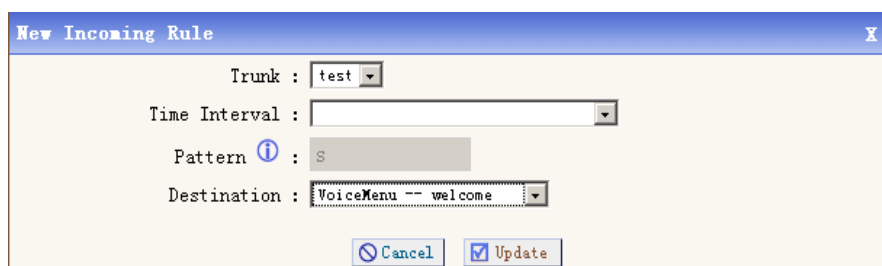 New Incoming Rule X
Trunk : test
Time Interval :
Pattern i : s
Destination : VoiceMenu -- welcome
Cancel Update